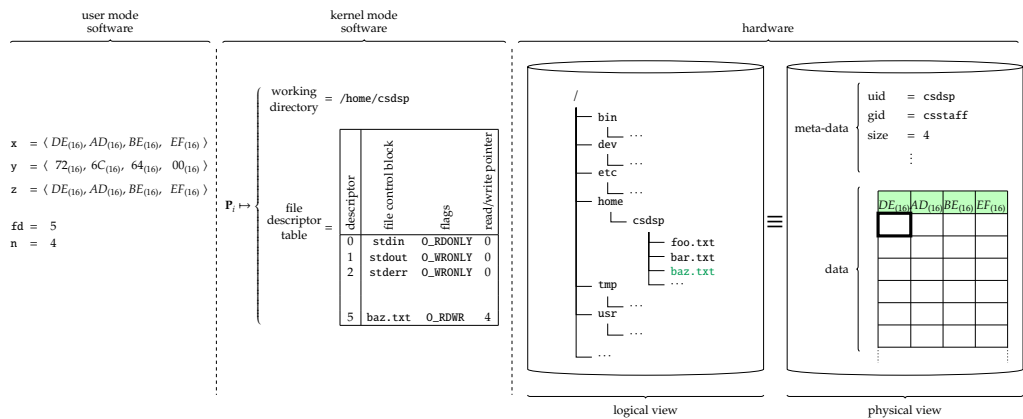 user mode
software
kernel mode
software
hardware
x = ⟨ DE(16), AD(16), BE(16), EF(16) ⟩
y = ⟨ 72(16), 6C(16), 64(16), 00(16) ⟩
z = ⟨ DE(16), AD(16), BE(16), EF(16) ⟩
fd = 5
n = 4
Pi ↦
working
directory = /home/csdsp
file
descriptor =
table
descriptor file control block flags read/write pointer
0 stdin O_RDONLY 0
1 stdout O_WRONLY 0
2 stderr O_WRONLY 0
5 baz.txt O_RDWR 4
/
bin
···
dev
···
etc
···
home
csdsp
foo.txt
bar.txt
baz.txt
···
tmp
···
usr
···
···
logical view
≡
meta-data
uid = csdsp
gid = csstaff
size = 4
⋮
data
DE(16) AD(16) BE(16) EF(16)
physical view